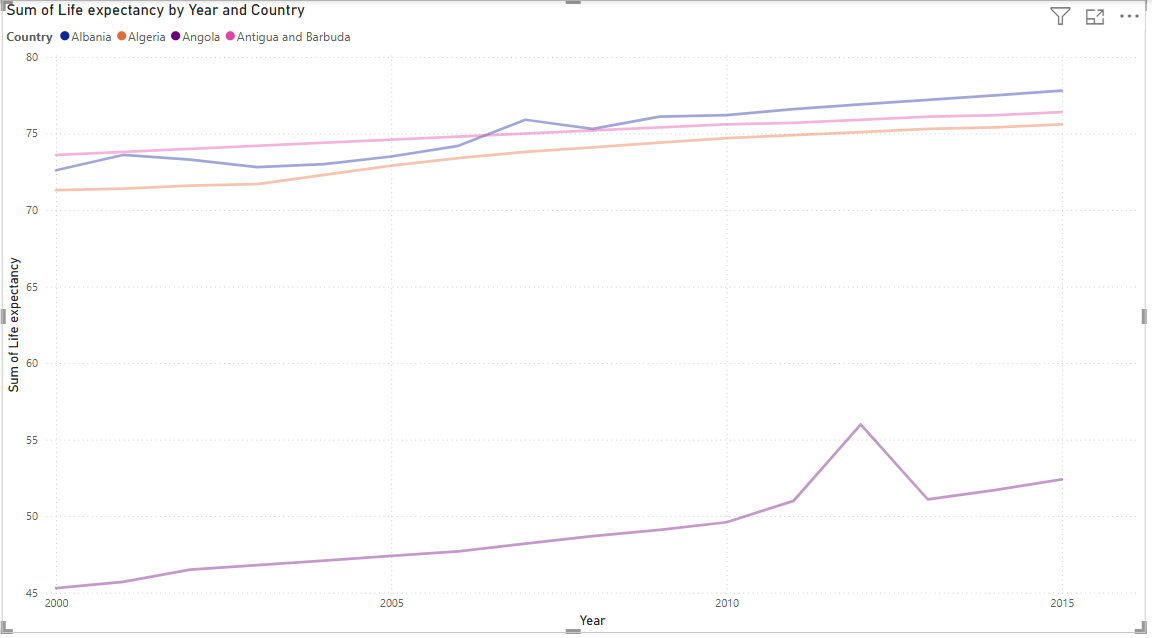 Sum of Life expectancy by Year and Country
Country Albania Algeria Angola Antigua and Barbuda
80
75
70
65
60
55
50
45
Sum of Life expectancy
2000 2005 2010 2015
Year